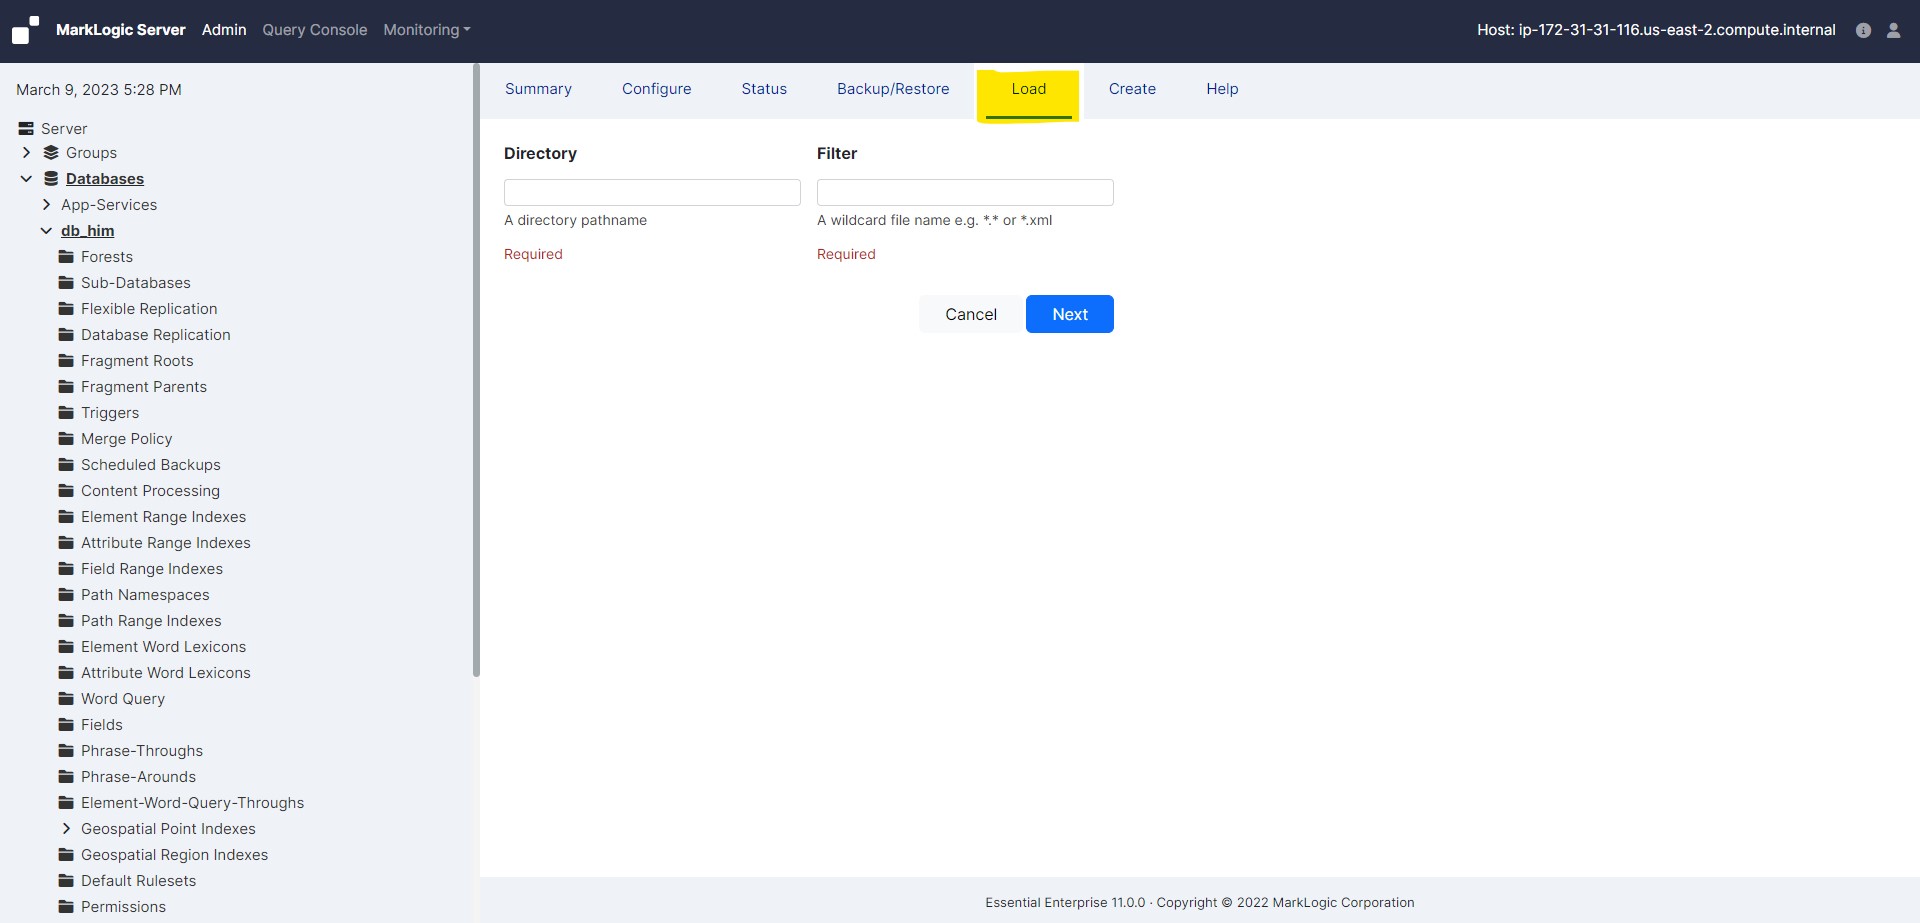 MarkLogic Server Admin Query Console Monitoring Host: ip-172-31-31-116.us-east-2.compute.internal
March 9, 2023 5:28 PM
Server
Groups
Databases
App-Services
db_him
Forests
Sub-Databases
Flexible Replication
Database Replication
Fragment Roots
Fragment Parents
Triggers
Merge Policy
Scheduled Backups
Content Processing
Element Range Indexes
Attribute Range Indexes
Field Range Indexes
Path Namespaces
Path Range Indexes
Element Word Lexicons
Attribute Word Lexicons
Word Query
Fields
Phrase-Throughs
Phrase-Arounds
Element-Word-Query-Throughs
Geospatial Point Indexes
Geospatial Region Indexes
Default Rulesets
Permissions
Summary Configure Status Backup/Restore Load Create Help
Directory Filter
A directory pathname A wildcard file name e.g. *.* or *.xml
Required Required
Cancel Next
Essential Enterprise 11.0.0 · Copyright © 2022 MarkLogic Corporation